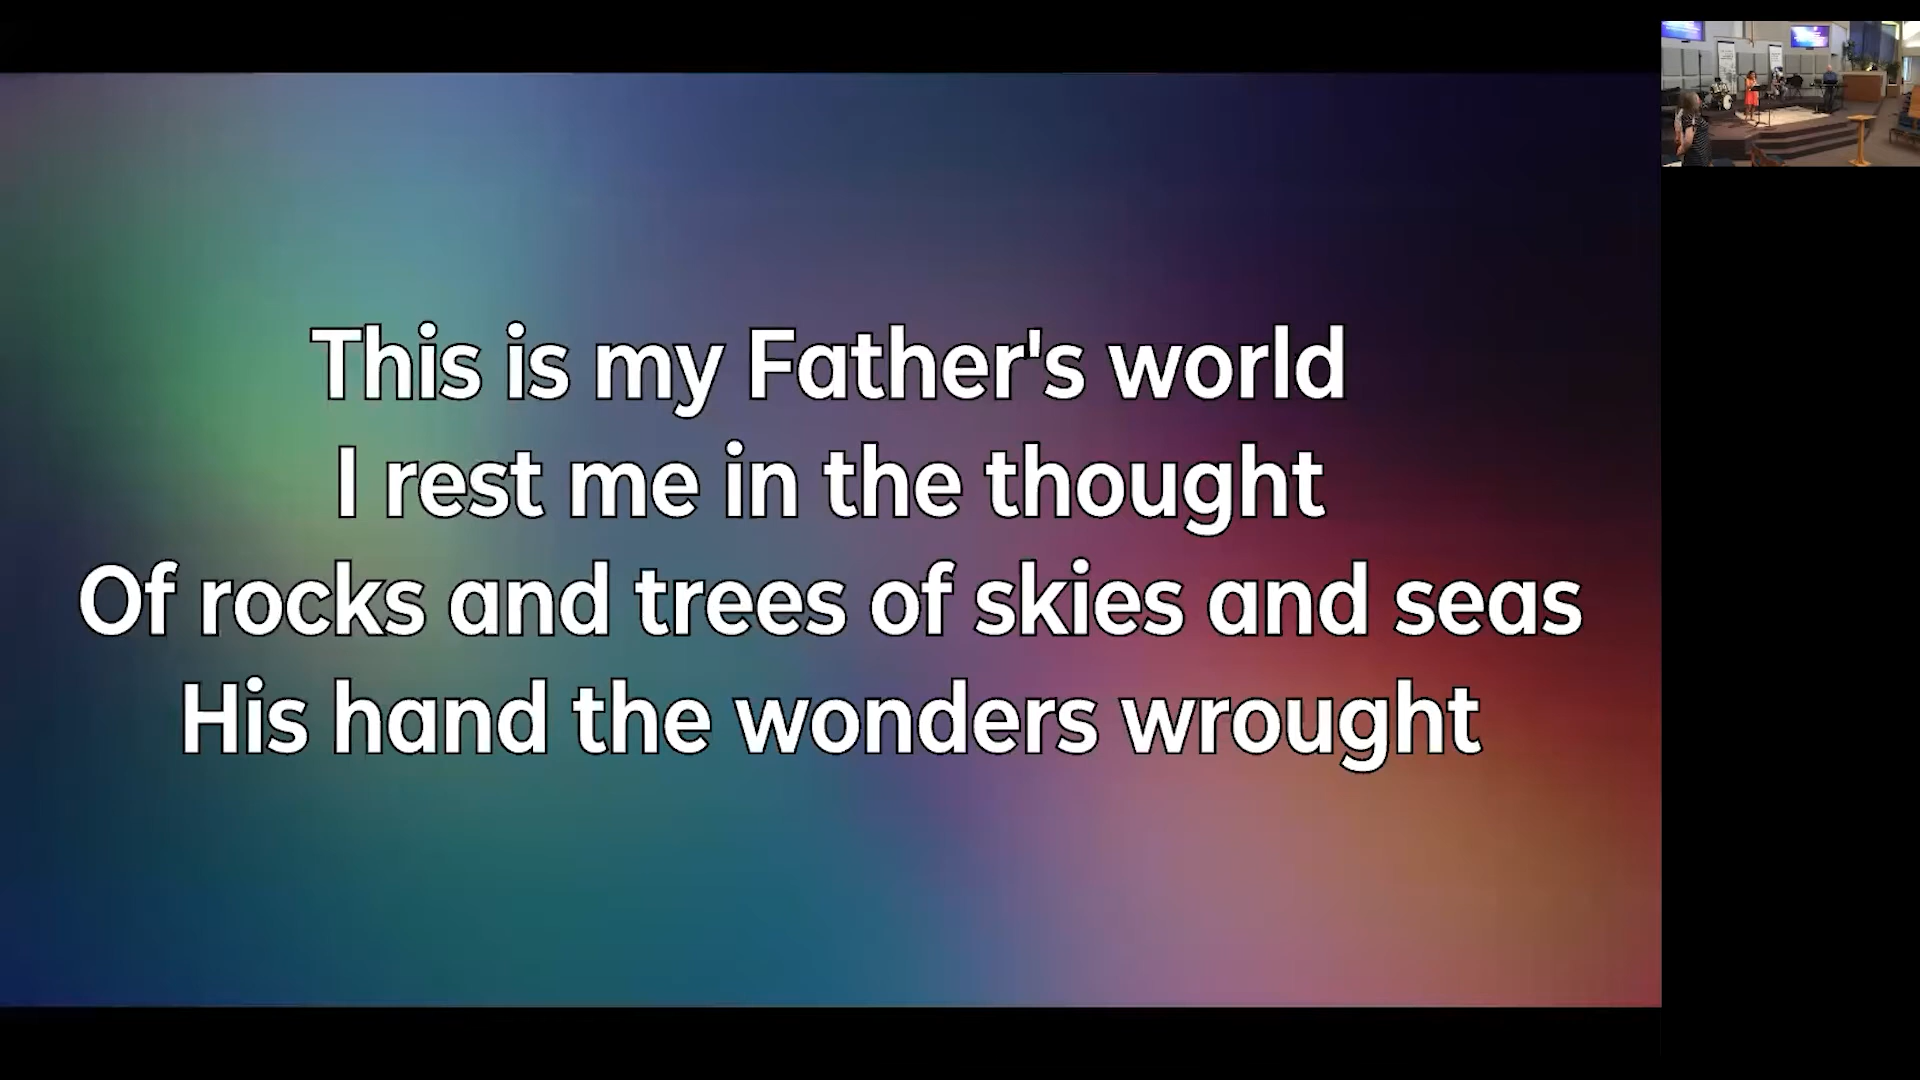 This is my Father's world
I rest me in the thought
Of rocks and trees of skies and seas
His hand the wonders wrought